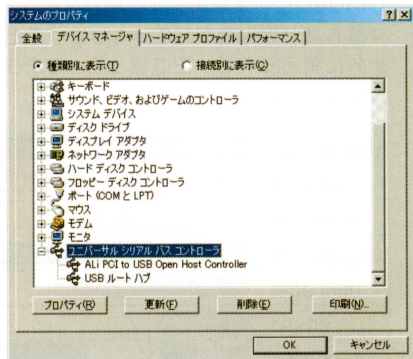 システムのプロパティ
全般 デバイス マネージャ ハードウェア プロファイル パフォーマンス
種類別に表示(T) 接続別に表示(C)
キーボード
サウンド、ビデオ、およびゲームのコントローラ
システム デバイス
ディスク ドライブ
ディスプレイ アダプタ
ネットワーク アダプタ
ハード ディスク コントローラ
フロッピー ディスク コントローラ
ポート (COM と LPT)
マウス
モデム
モニタ
ユニバーサル シリアル バス コントローラ
ALi PCI to USB Open Host Controller
USB ルート ハブ
プロパティ(R) 更新(F) 削除(E) 印刷(N)...
OK キャンセル